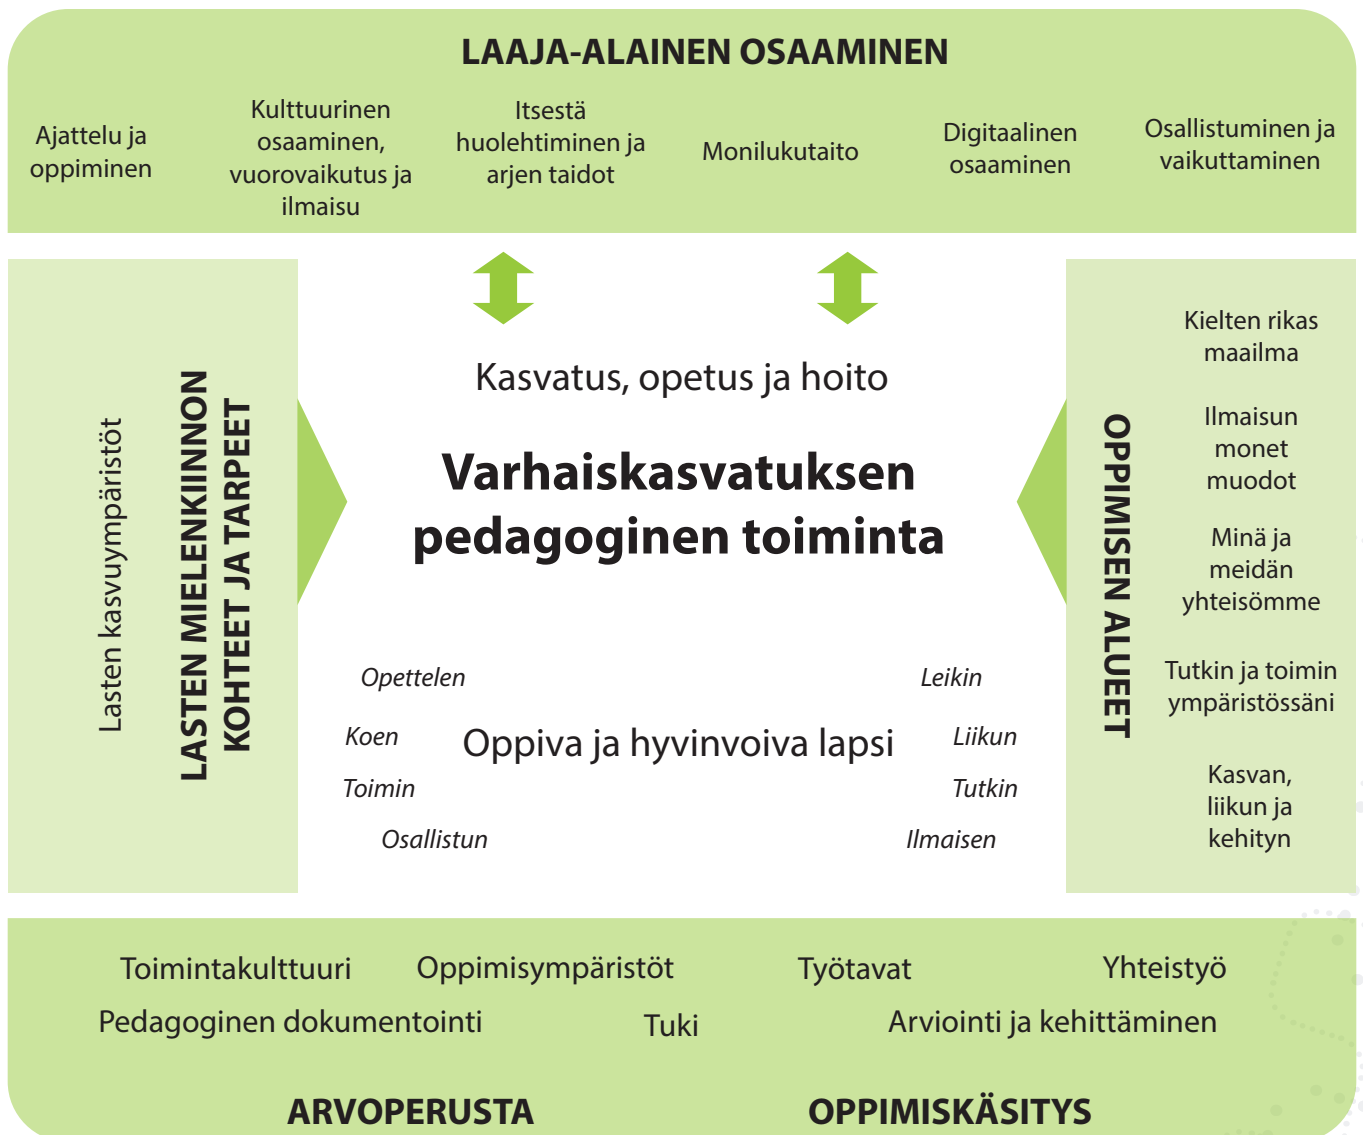 LAAJA-ALAINEN OSAAMINEN
Ajattelu ja
oppiminen
Kulttuurinen
osaaminen,
vuorovaikutus ja
ilmaisu
Itsestä
huolehtiminen ja
arjen taidot
Monilukutaito
Digitaalinen
osaaminen
Osallistuminen ja
vaikuttaminen
Lasten kasvuympäristöt
LASTEN MIELENKIINNON
KOHTEET JA TARPEET
Kasvatus, opetus ja hoito
Varhaiskasvatuksen
pedagoginen toiminta
Opettelen
Koen
Toimin
Osallistun
Oppiva ja hyvinvoiva lapsi
Leikin
Liikun
Tutkin
Ilmaisen
OPPIMISEN ALUEET
Kielten rikas
maailma
Ilmaisun
monet
muodot
Minä ja
meidän
yhteisömme
Tutkin ja toimin
ympäristössäni
Kasvan,
liikun ja
kehityn
Toimintakulttuuri
Oppimisympäristöt
Työtavat
Yhteistyö
Pedagoginen dokumentointi
Tuki
Arviointi ja kehittäminen
ARVOPERUSTA
OPPIMISKÄSITYS